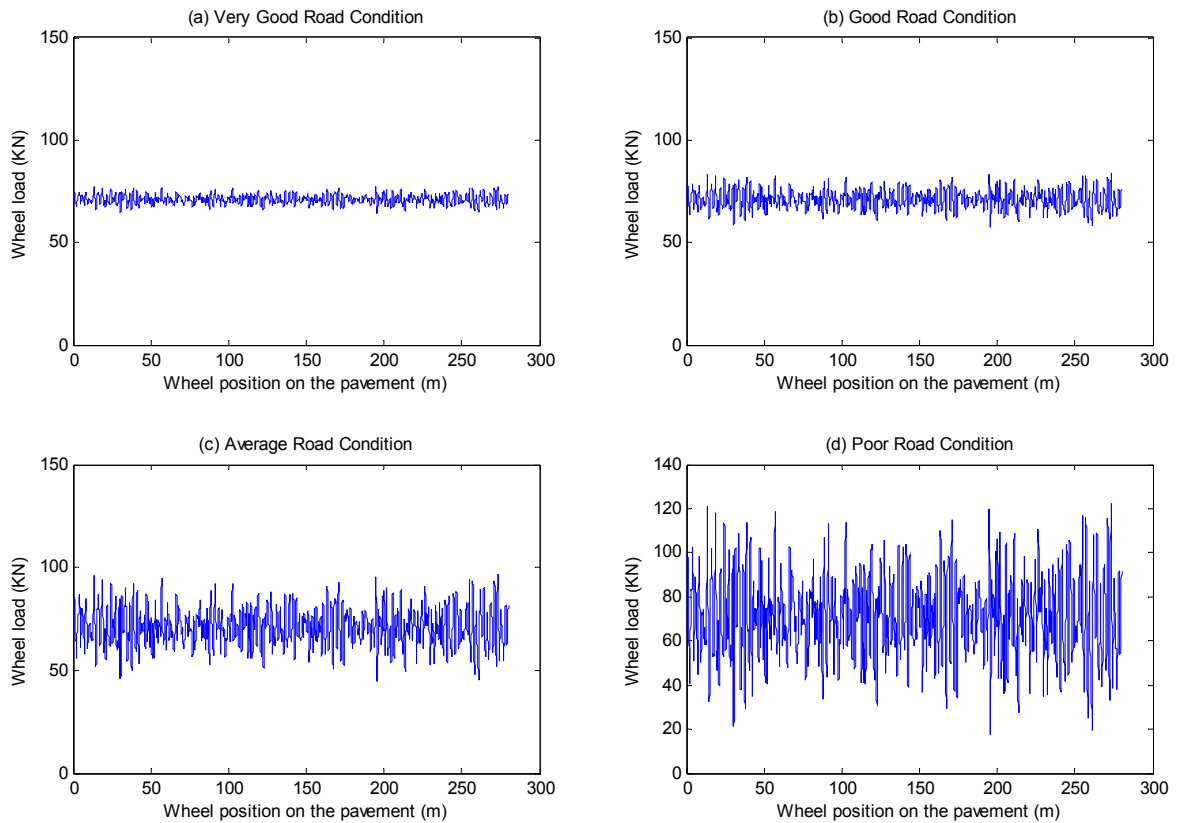 (a) Very Good Road Condition
150
100
50
0
0 50 100 150 200 250 300
Wheel load (KN)
Wheel position on the pavement (m)
(b) Good Road Condition
150
100
50
0
0 50 100 150 200 250 300
Wheel load (KN)
Wheel position on the pavement (m)
(c) Average Road Condition
150
100
50
0
0 50 100 150 200 250 300
Wheel load (KN)
Wheel position on the pavement (m)
(d) Poor Road Condition
140
120
100
80
60
40
20
0
0 50 100 150 200 250 300
Wheel load (KN)
Wheel position on the pavement (m)